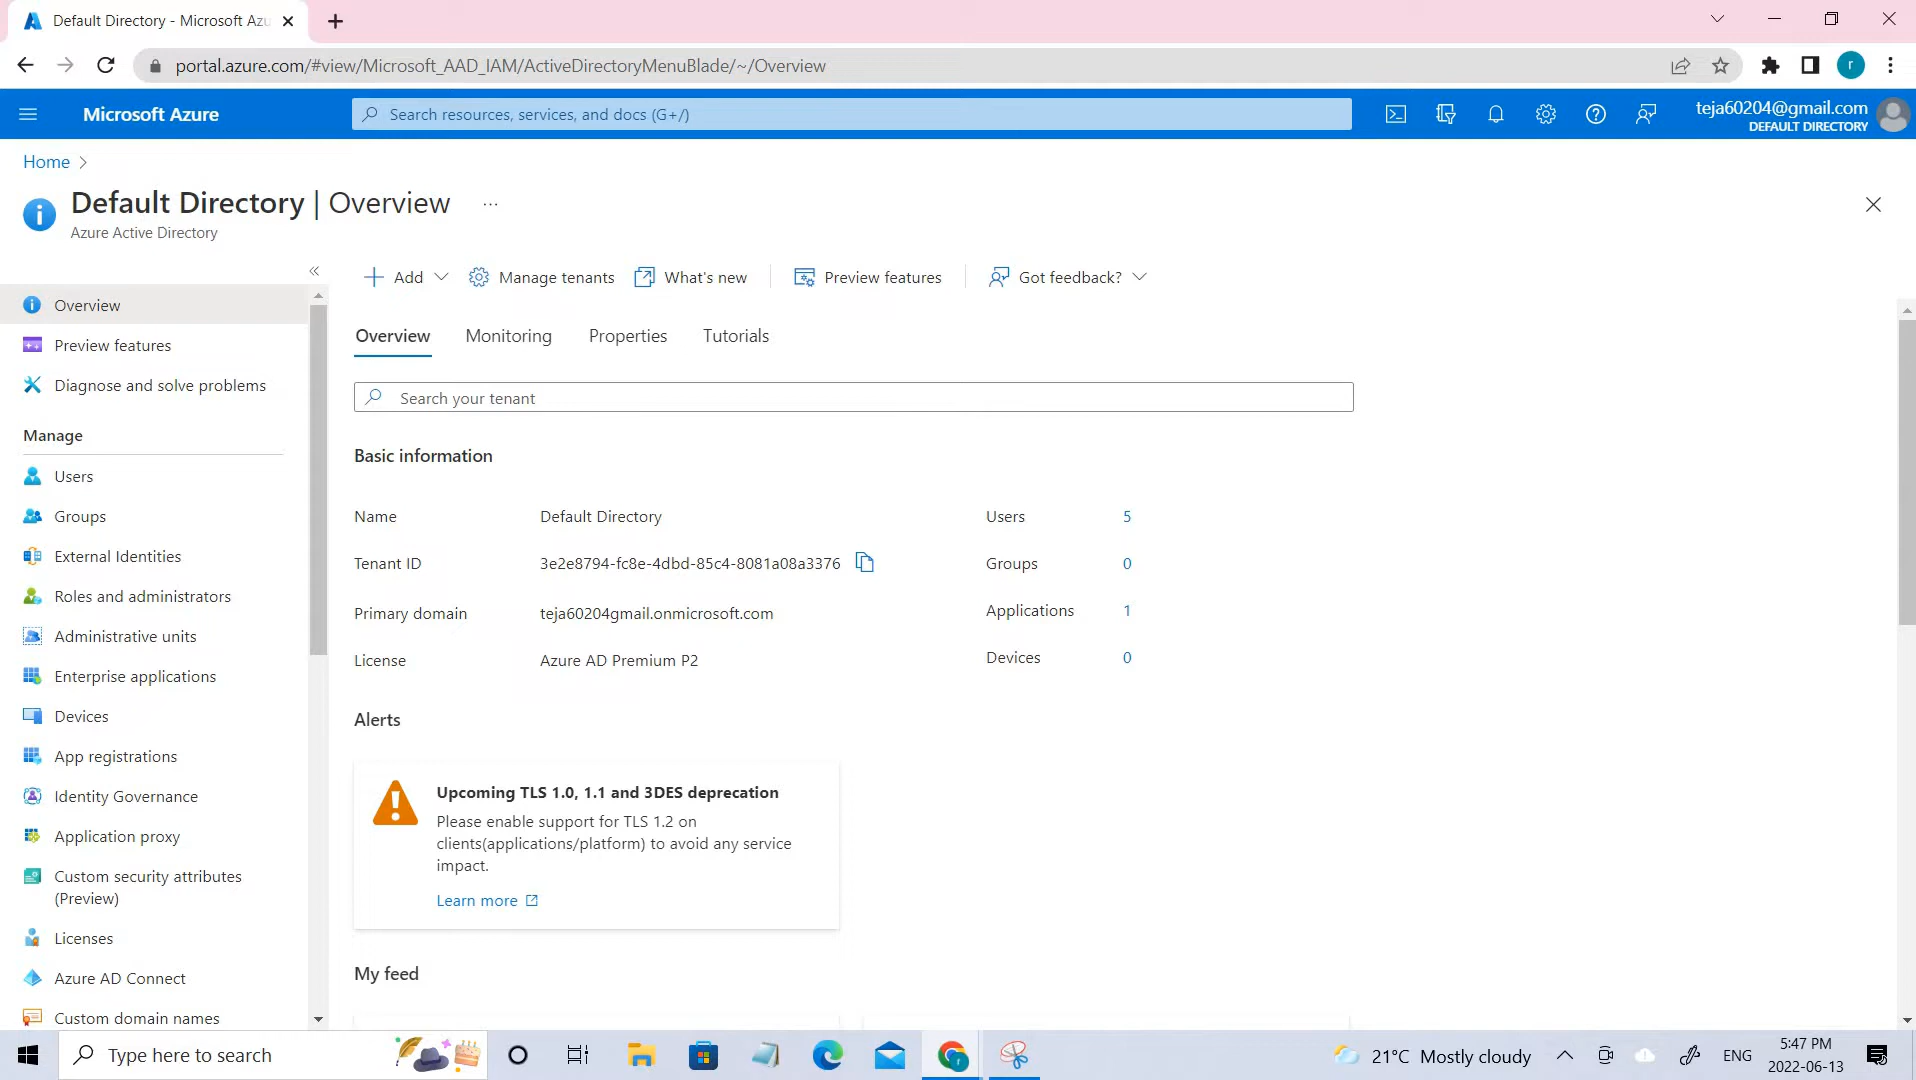 Default Directory - Microsoft Azu
portal.azure.com/#view/Microsoft_AAD_IAM/ActiveDirectoryMenuBlade/~/Overview
r
Microsoft Azure
Search resources, services, and docs (G+/)
teja60204@gmail.com
DEFAULT DIRECTORY
Home
Default Directory | Overview
...
Azure Active Directory
Add
Manage tenants
What's new
Preview features
Got feedback?
Overview
Preview features
Diagnose and solve problems
Manage
Users
Groups
External Identities
Roles and administrators
Administrative units
Enterprise applications
Devices
App registrations
Identity Governance
Application proxy
Custom security attributes
(Preview)
Licenses
Azure AD Connect
Custom domain names
Overview
Monitoring
Properties
Tutorials
Search your tenant
Basic information
Name Default Directory
Tenant ID 3e2e8794-fc8e-4dbd-85c4-8081a08a3376
Primary domain teja60204gmail.onmicrosoft.com
License Azure AD Premium P2
Users 5
Groups 0
Applications 1
Devices 0
Alerts
Upcoming TLS 1.0, 1.1 and 3DES deprecation
Please enable support for TLS 1.2 on
clients(applications/platform) to avoid any service
impact.
Learn more
My feed
Type here to search
21°C Mostly cloudy
ENG
5:47 PM
2022-06-13